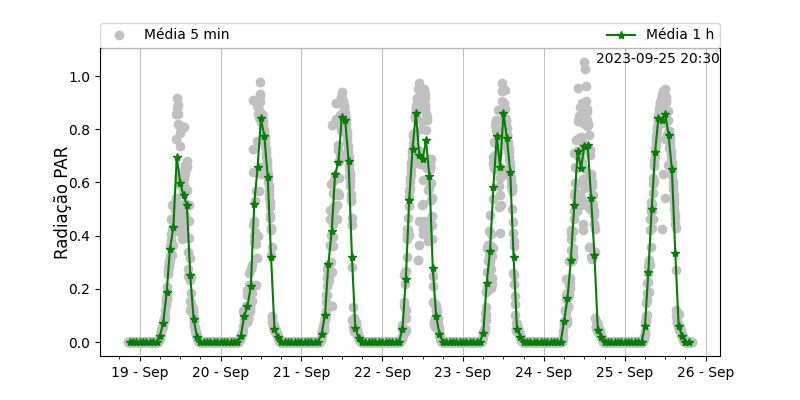 Média 5 min
Média 1 h
2023-09-25 20:30
Radiação PAR
1.0
0.8
0.6
0.4
0.2
0.0
19 - Sep
20 - Sep
21 - Sep
22 - Sep
23 - Sep
24 - Sep
25 - Sep
26 - Sep